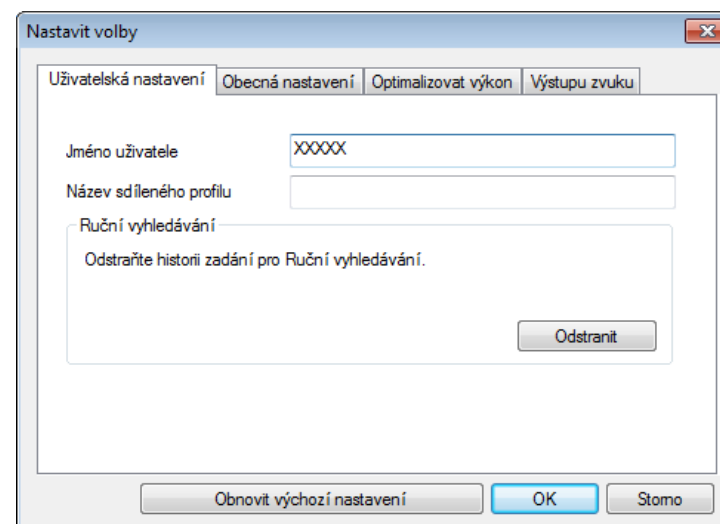 Nastavit volby
Uživatelská nastavení Obecná nastavení Optimalizovat výkon Výstupu zvuku
Jméno uživatele XXXXX
Název sdíleného profilu
Ruční vyhledávání
Odstraňte historii zadání pro Ruční vyhledávání.
Odstranit
Obnovit výchozí nastavení OK Storno